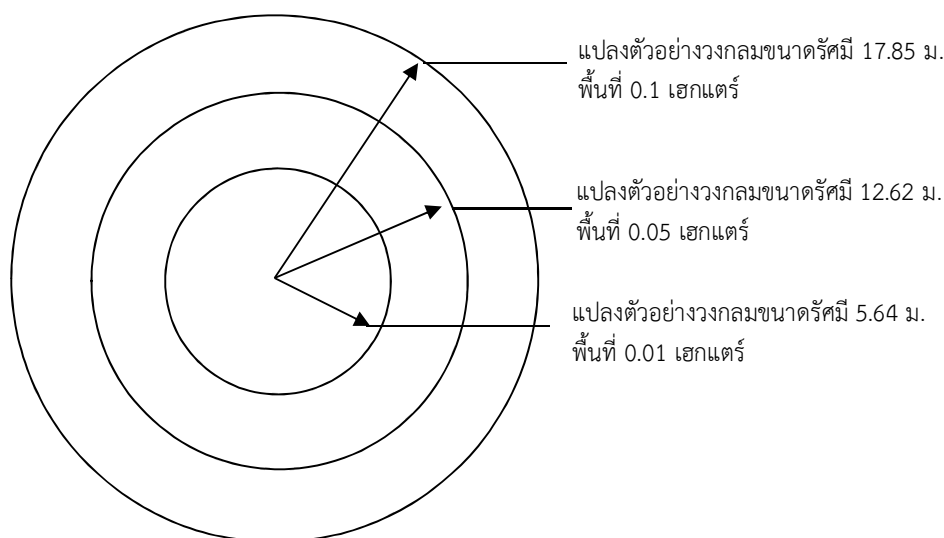 แปลงตัวอย่างวงกลมขนาดรัศมี 17.85 ม.
พื้นที่ 0.1 เฮกแตร์
แปลงตัวอย่างวงกลมขนาดรัศมี 12.62 ม.
พื้นที่ 0.05 เฮกแตร์
แปลงตัวอย่างวงกลมขนาดรัศมี 5.64 ม.
พื้นที่ 0.01 เฮกแตร์